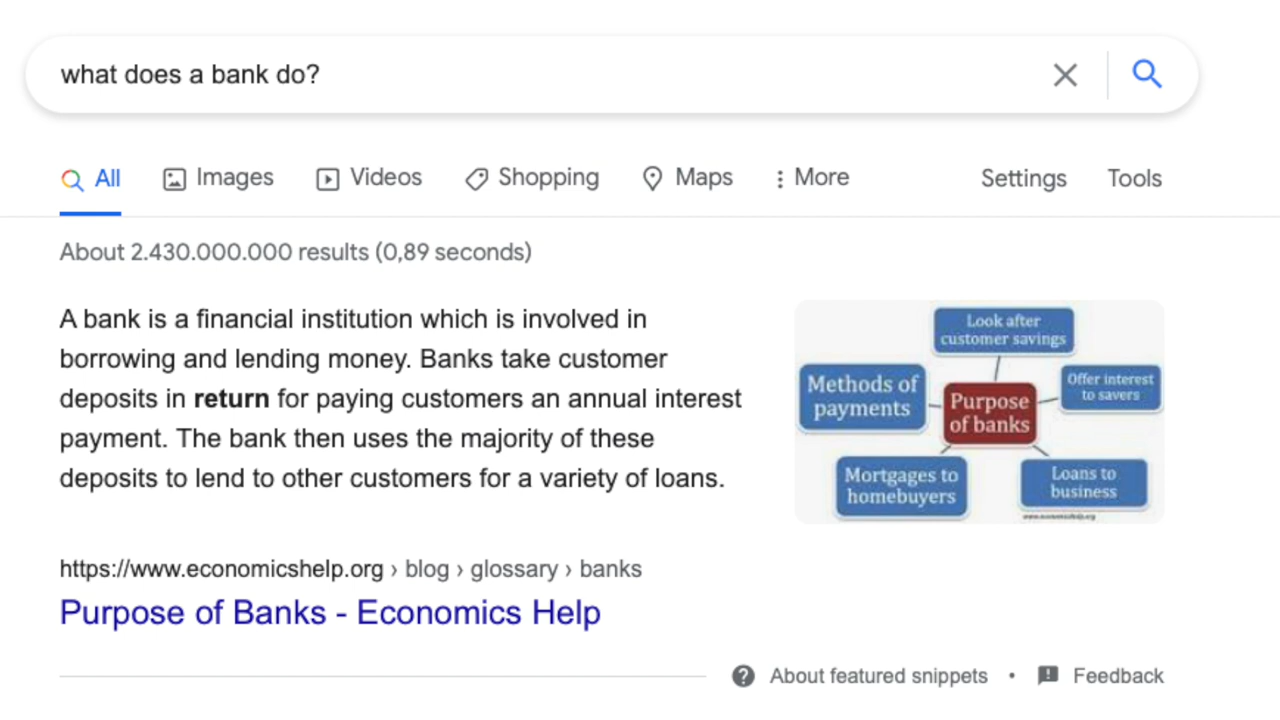 what does a bank do?
All Images Videos Shopping Maps More Settings Tools
About 2.430.000.000 results (0,89 seconds)
A bank is a financial institution which is involved in
borrowing and lending money. Banks take customer
deposits in return for paying customers an annual interest
payment. The bank then uses the majority of these
deposits to lend to other customers for a variety of loans.
Look after
customer savings
Methods of
payments
Offer interest
to savers
Purpose
of banks
Mortgages to
homebuyers
Loans to
business
www.economicshelp.org
https://www.economicshelp.org › blog › glossary › banks
Purpose of Banks - Economics Help
About featured snippets • Feedback